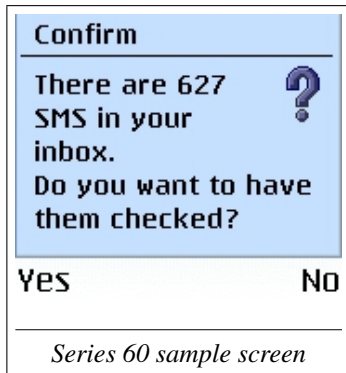 Confirm
There are 627
SMS in your
inbox.
Do you want to have
them checked?
Yes No
Series 60 sample screen